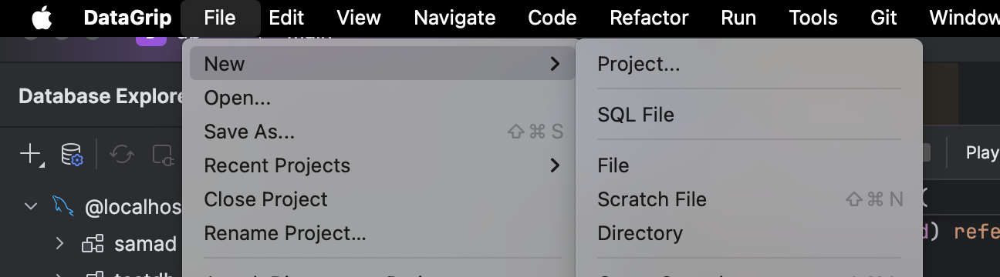 DataGrip File Edit View Navigate Code Refactor Run Tools Git Window
main
Database Explore
New
Open...
Save As... ⇧ ⌘ S
Recent Projects
Close Project
Rename Project...
Project...
SQL File
File
Scratch File ⇧ ⌘ N
Directory
Play
@localhos
samad
(
d) refe